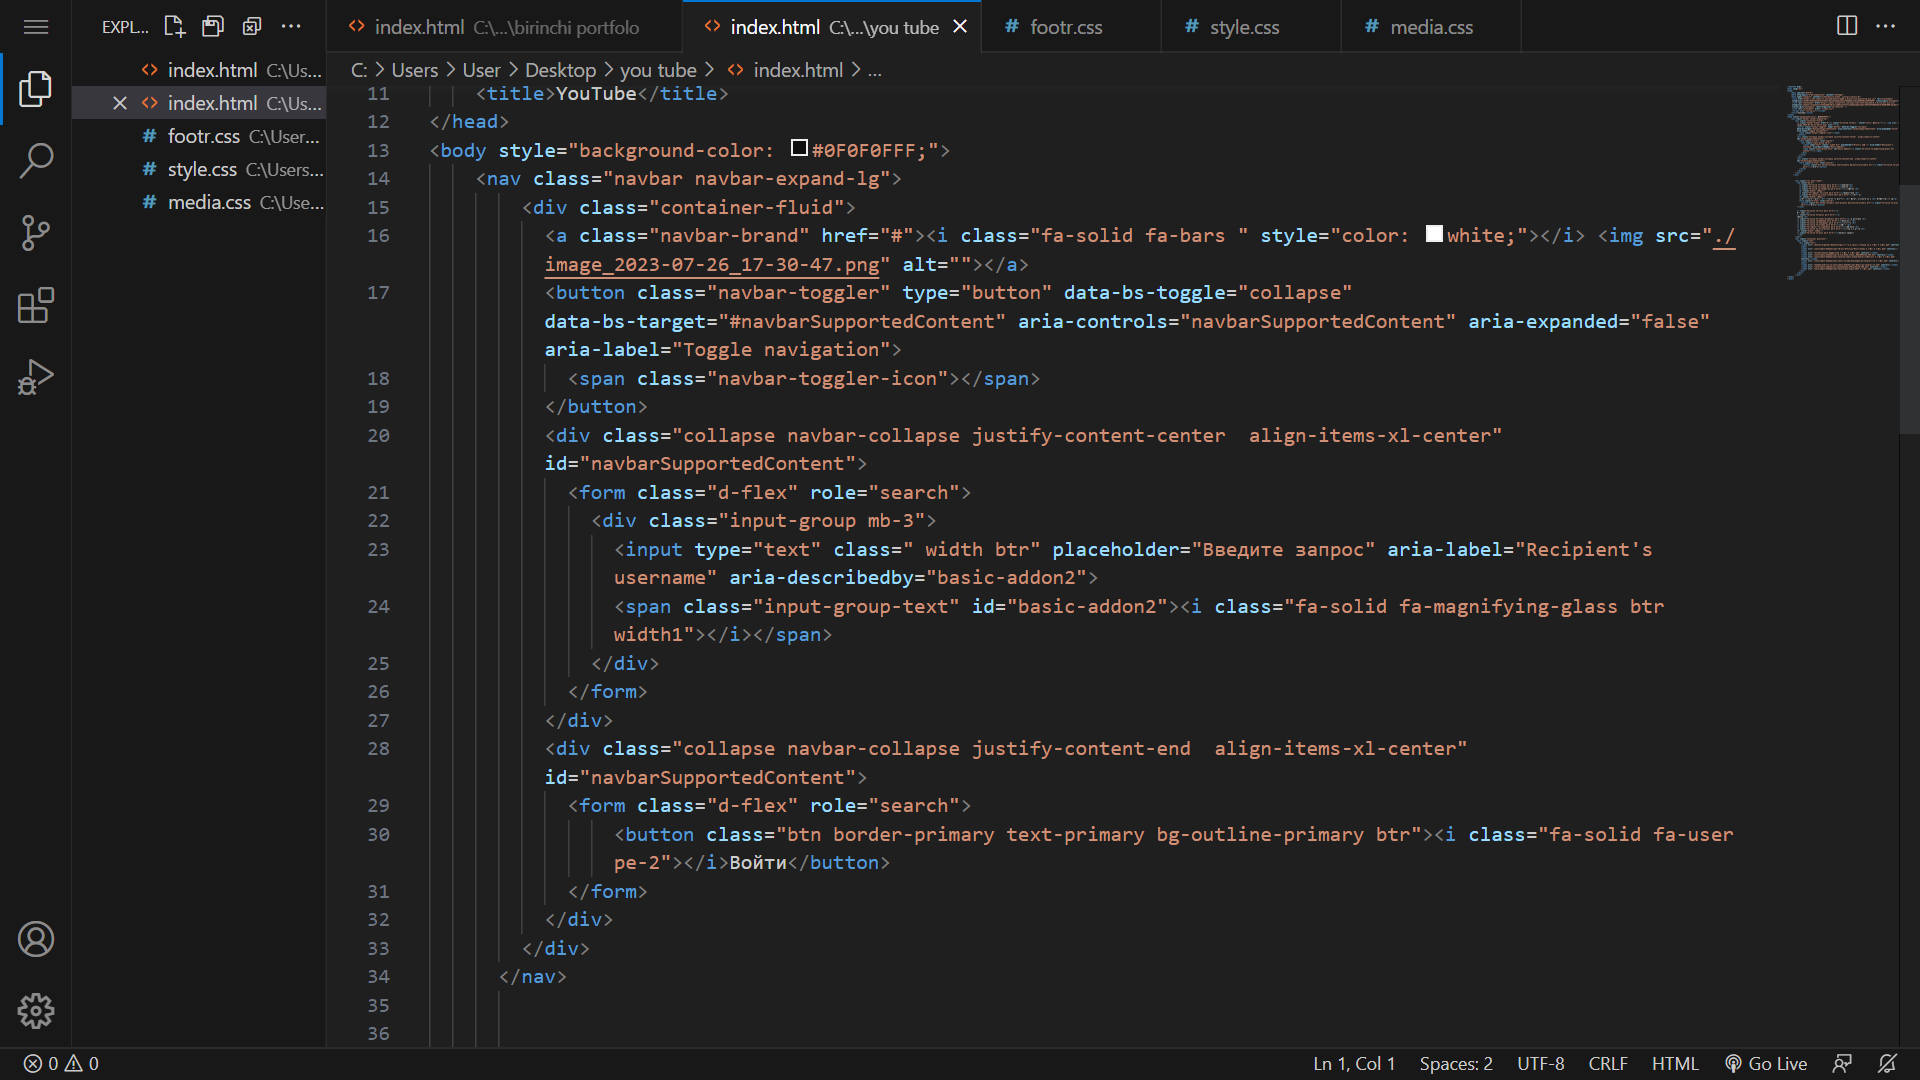 EXPL...
index.html C:\...\birinchi portfolo
index.html C:\...\you tube
footr.css
style.css
media.css
index.html C:\Us...
index.html C:\Us...
footr.css C:\User...
style.css C:\Users...
media.css C:\Use...
C: > Users > User > Desktop > you tube > index.html > ...
11 <title>YouTube</title>
12 </head>
13 <body style="background-color: #0F0F0FFF;">
14 <nav class="navbar navbar-expand-lg">
15 <div class="container-fluid">
16 <a class="navbar-brand" href="#"><i class="fa-solid fa-bars " style="color: white;"></i> <img src="./
image_2023-07-26_17-30-47.png" alt=""></a>
17 <button class="navbar-toggler" type="button" data-bs-toggle="collapse"
data-bs-target="#navbarSupportedContent" aria-controls="navbarSupportedContent" aria-expanded="false"
aria-label="Toggle navigation">
18 <span class="navbar-toggler-icon"></span>
19 </button>
20 <div class="collapse navbar-collapse justify-content-center  align-items-xl-center"
id="navbarSupportedContent">
21 <form class="d-flex" role="search">
22 <div class="input-group mb-3">
23 <input type="text" class=" width btr" placeholder="Введите запрос" aria-label="Recipient's
username" aria-describedby="basic-addon2">
24 <span class="input-group-text" id="basic-addon2"><i class="fa-solid fa-magnifying-glass btr
width1"></i></span>
25 </div>
26 </form>
27 </div>
28 <div class="collapse navbar-collapse justify-content-end  align-items-xl-center"
id="navbarSupportedContent">
29 <form class="d-flex" role="search">
30 <button class="btn border-primary text-primary bg-outline-primary btr"><i class="fa-solid fa-user
pe-2"></i>Войти</button>
31 </form>
32 </div>
33 </div>
34 </nav>
35
36
0 0
Ln 1, Col 1
Spaces: 2
UTF-8
CRLF
HTML
Go Live